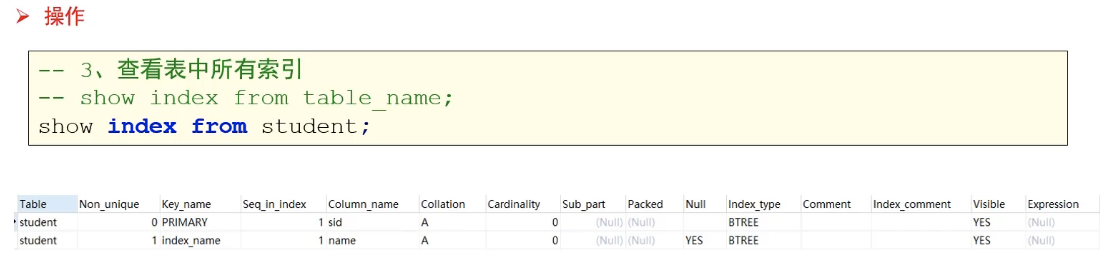 ➢ 操作
-- 3、查看表中所有索引
-- show index from table_name;
show index from student;
Table Non_unique Key_name Seq_in_index Column_name Collation Cardinality Sub_part Packed Null Index_type Comment Index_comment Visible Expression
student 0 PRIMARY 1 sid A 0 (Null) (Null) BTREE YES (Null)
student 1 index_name 1 name A 0 (Null) (Null) YES BTREE YES (Null)